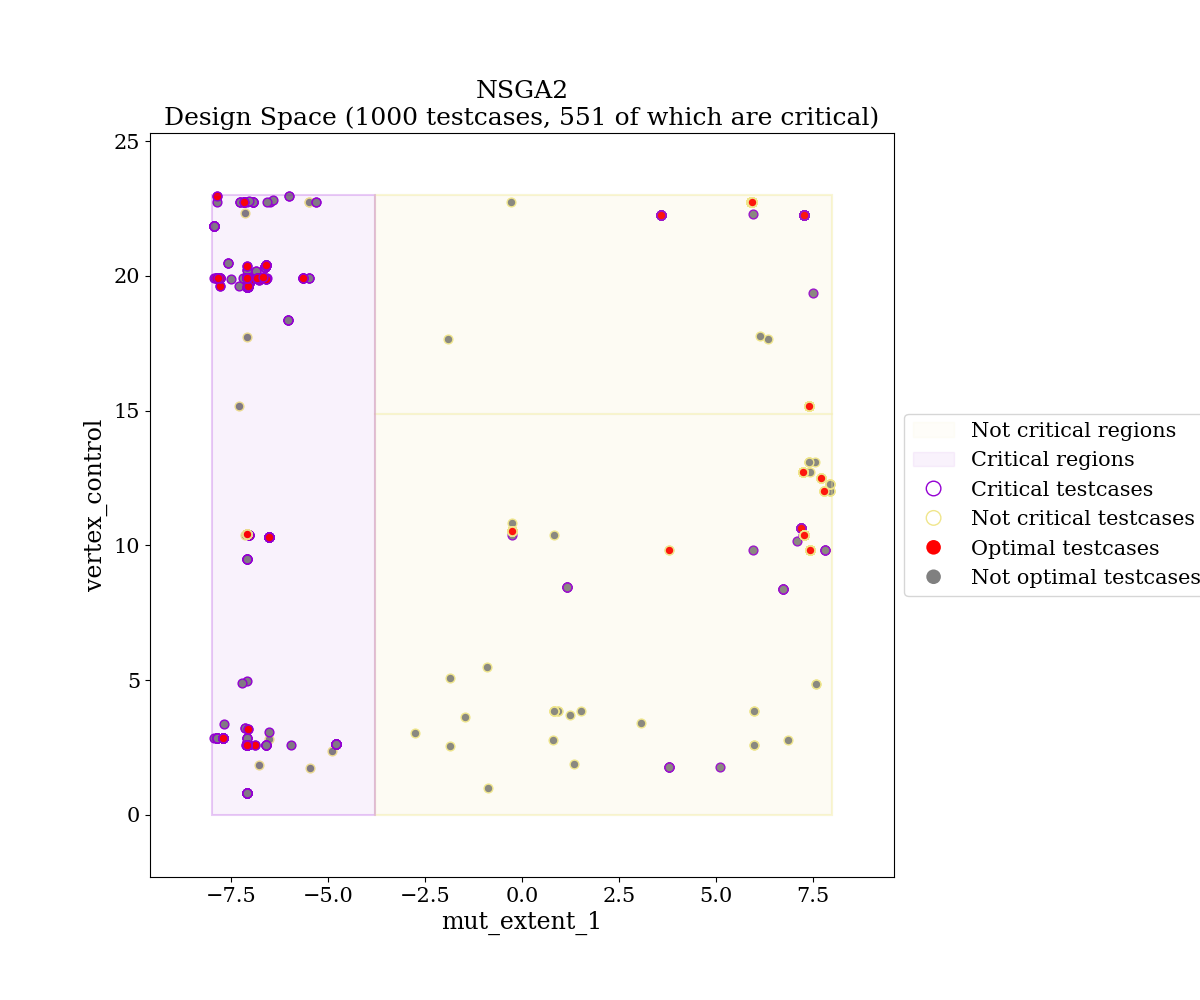 NSGA2
Design Space (1000 testcases, 551 of which are critical)
25
20
15
10
5
0
vertex_control
−7.5
−5.0
−2.5
0.0
2.5
5.0
7.5
mut_extent_1
Not critical regions
Critical regions
Critical testcases
Not critical testcases
Optimal testcases
Not optimal testcases